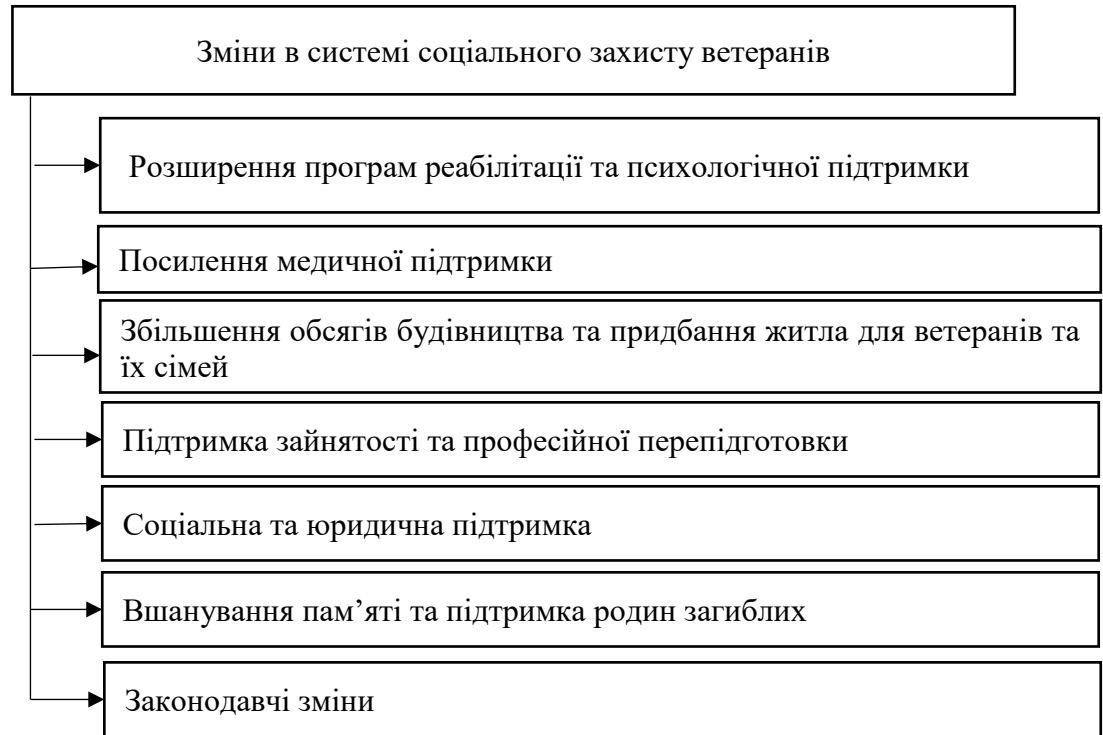 Зміни в системі соціального захисту ветеранів
Розширення програм реабілітації та психологічної підтримки
Посилення медичної підтримки
Збільшення обсягів будівництва та придбання житла для ветеранів та
їх сімей
Підтримка зайнятості та професійної перепідготовки
Соціальна та юридична підтримка
Вшанування пам’яті та підтримка родин загиблих
Законодавчі зміни